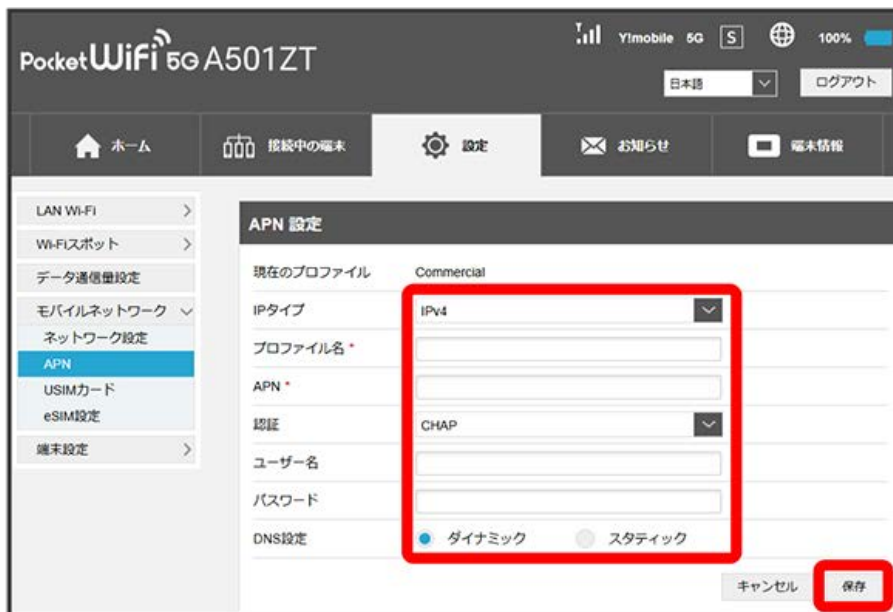 Y!mobile 5G S 100%
Pocket WiFi 5G A501ZT
日本語 ログアウト
ホーム 接続中の端末 設定 お知らせ 端末情報
LAN Wi-Fi
Wi-Fiスポット
データ通信量設定
モバイルネットワーク
ネットワーク設定
APN
USIMカード
eSIM設定
端末設定
APN 設定
現在のプロファイル Commercial
IPタイプ IPv4
プロファイル名 *
APN *
認証 CHAP
ユーザー名
パスワード
DNS設定 ダイナミック スタティック
キャンセル 保存